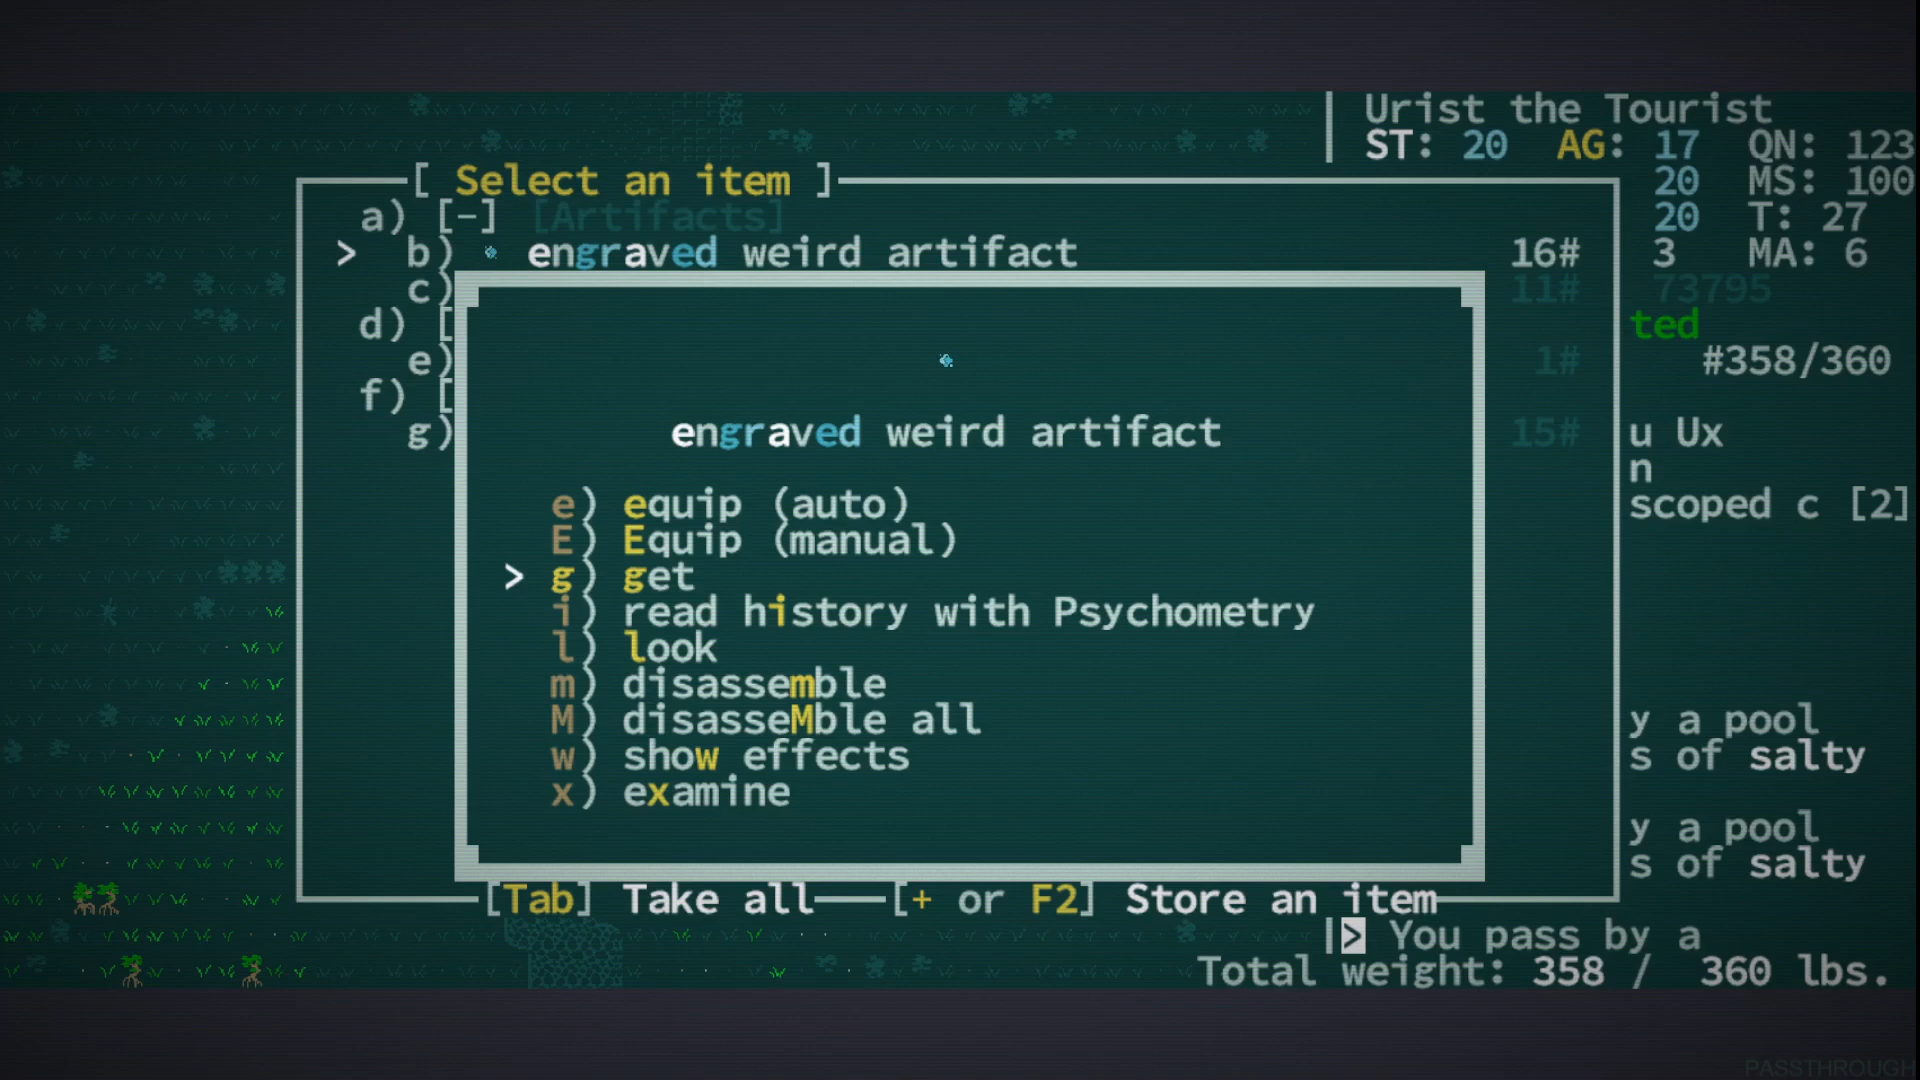 Urist the Tourist
ST: 20 AG: 17 QN: 123
[ Select an item ]
20 MS: 100
a) [-] [Artifacts]
20 T: 27
> b) engraved weird artifact 16#
3 MA: 6
c) 11#
73795
d) [
ted
e) 1#
#358/360
f) [
g) 15#
u Ux
n
scoped c [2]
engraved weird artifact
e) equip (auto)
E) Equip (manual)
> g) get
i) read history with Psychometry
l) look
m) disassemble
M) disasseMble all
w) show effects
x) examine
y a pool
s of salty
y a pool
s of salty
[Tab] Take all [+ or F2] Store an item
> You pass by a
Total weight: 358 / 360 lbs.
PASSTHROUGH